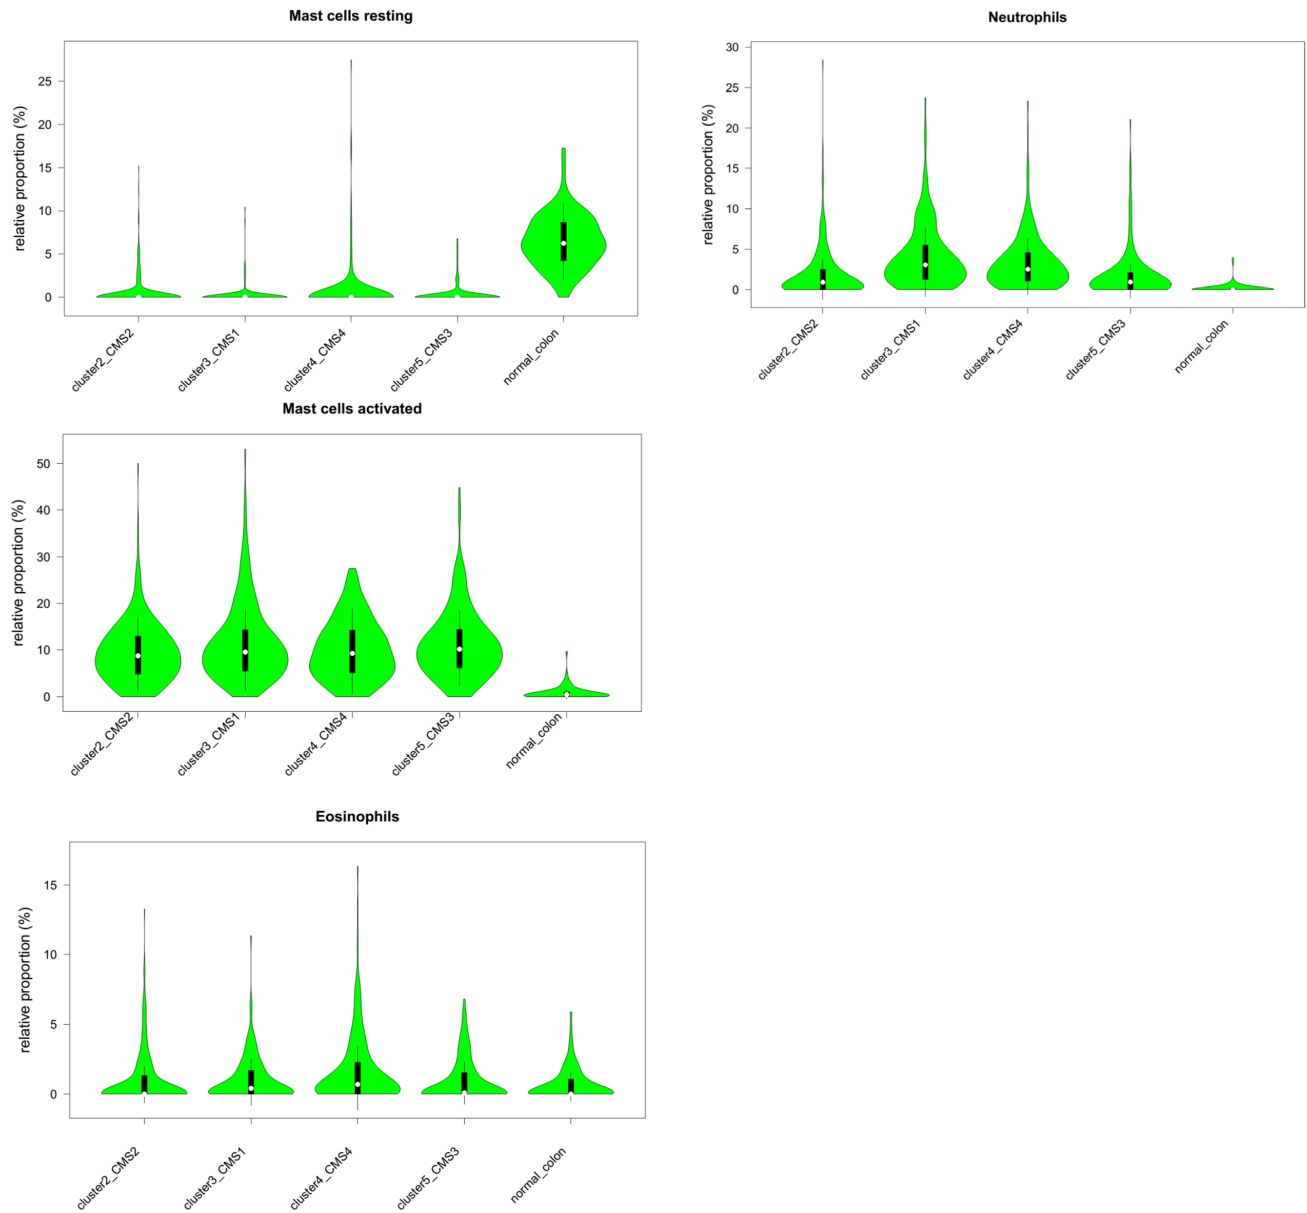 Mast cells resting
relative proportion (%)
25
20
15
10
5
0
cluster2_CMS2
cluster3_CMS1
cluster4_CMS4
cluster5_CMS3
normal_colon
Neutrophils
relative proportion (%)
30
25
20
15
10
5
0
cluster2_CMS2
cluster3_CMS1
cluster4_CMS4
cluster5_CMS3
normal_colon
Mast cells activated
relative proportion (%)
50
40
30
20
10
0
cluster2_CMS2
cluster3_CMS1
cluster4_CMS4
cluster5_CMS3
normal_colon
Eosinophils
relative proportion (%)
15
10
5
0
cluster2_CMS2
cluster3_CMS1
cluster4_CMS4
cluster5_CMS3
normal_colon